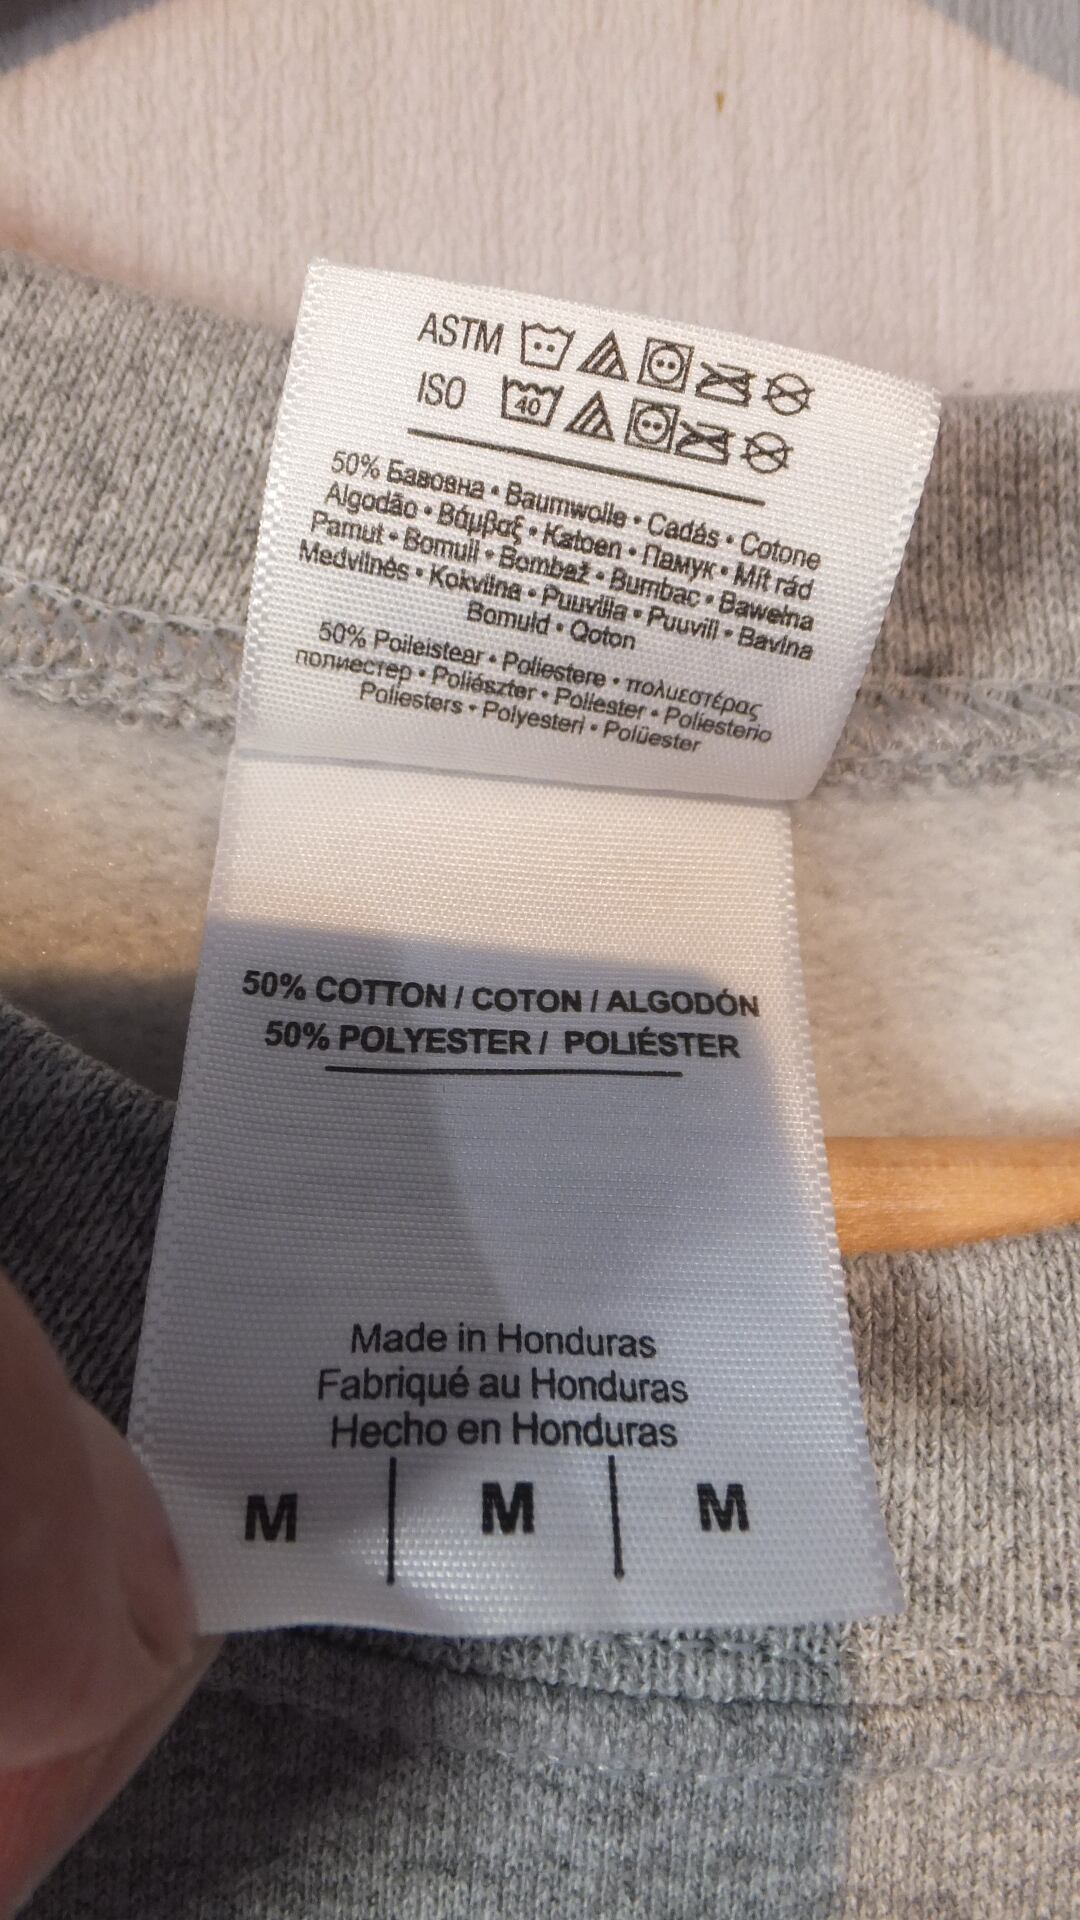 ASTM
ISO 40
50% Бавовна • Baumwolle • Cadás • Cotone
Algodão • Βάμβαξ • Katoen • Памук • Mit rád
Pamut • Bomull • Bombaž • Bumbac • Bawełna
Medvilnės • Kokvilna • Puuvilla • Puuvill • Bavlna
Bomuld • Qoton
50% Poileistear • Poliestere • πολυεστέρας
полиестер • Poliészter • Poliester • Poliesterio
Poliesters • Polyesteri • Polüester
50% COTTON / COTON / ALGODÓN
50% POLYESTER / POLIÉSTER
Made in Honduras
Fabriqué au Honduras
Hecho en Honduras
M | M | M